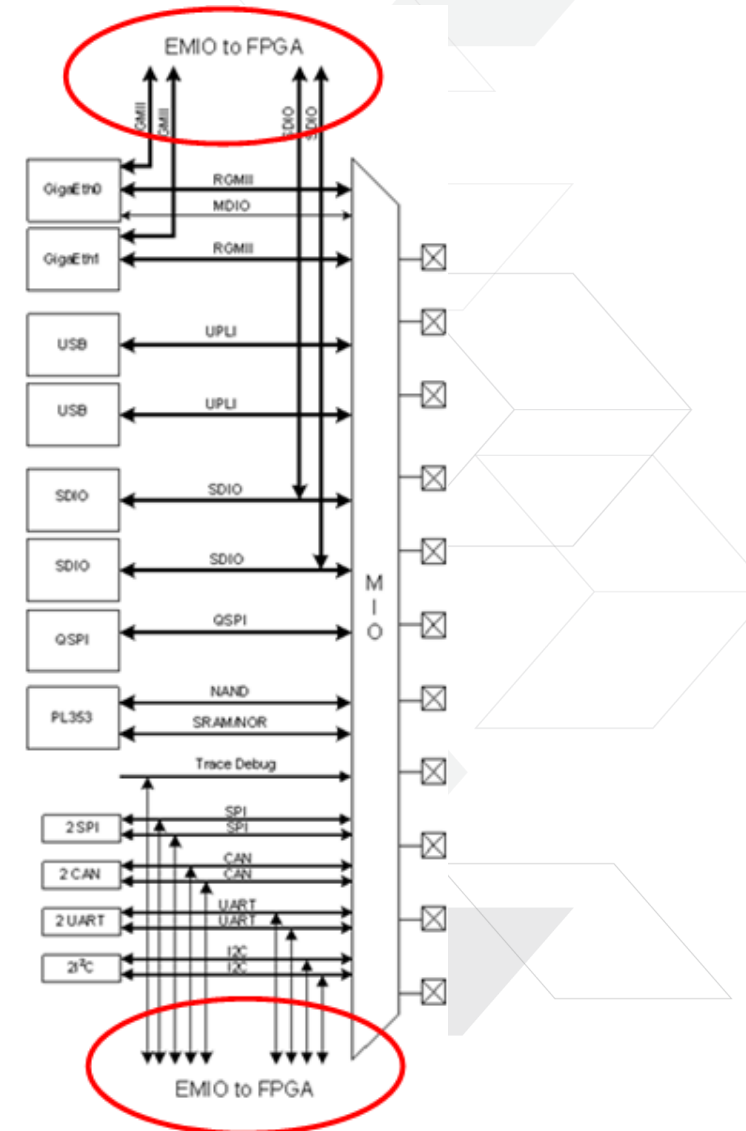 EMIO to FPGA
GMII
GMII
SDIO
SDIO
GigaEth0
RGMII
MDIO
GigaEth1
RGMII
USB
UPLI
USB
UPLI
SDIO
SDIO
SDIO
SDIO
MIO
QSPI
QSPI
PL353
NAND
SRAM/NOR
Trace Debug
2 SPI
SPI
SPI
2 CAN
CAN
CAN
2 UART
UART
UART
2I²C
I2C
I2C
EMIO to FPGA